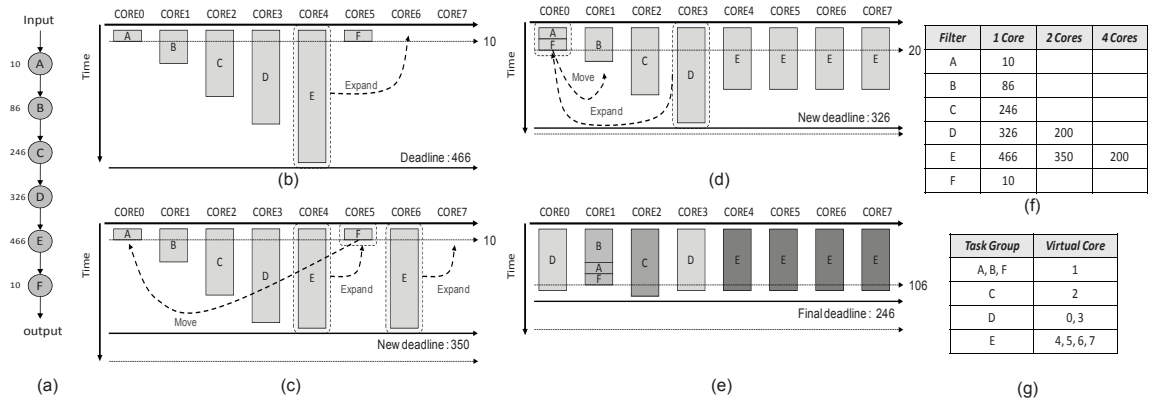 Input
10 A
86 B
246 C
326 D
466 E
10 F
output
(a)
CORE0 CORE1 CORE2 CORE3 CORE4 CORE5 CORE6 CORE7
Time
A B C D E F
10
Expand
Deadline : 466
(b)
CORE0 CORE1 CORE2 CORE3 CORE4 CORE5 CORE6 CORE7
Time
A B C D E F E
10
Expand Expand
Move
New deadline : 350
(c)
CORE0 CORE1 CORE2 CORE3 CORE4 CORE5 CORE6 CORE7
Time
A F B C D E E E E
20
Move
Expand
New deadline : 326
(d)
CORE0 CORE1 CORE2 CORE3 CORE4 CORE5 CORE6 CORE7
Time
D B A F C D E E E E
106
Final deadline : 246
(e)
Filter 1 Core 2 Cores 4 Cores
A 10
B 86
C 246
D 326 200
E 466 350 200
F 10
(f)
Task Group Virtual Core
A, B, F 1
C 2
D 0, 3
E 4, 5, 6, 7
(g)